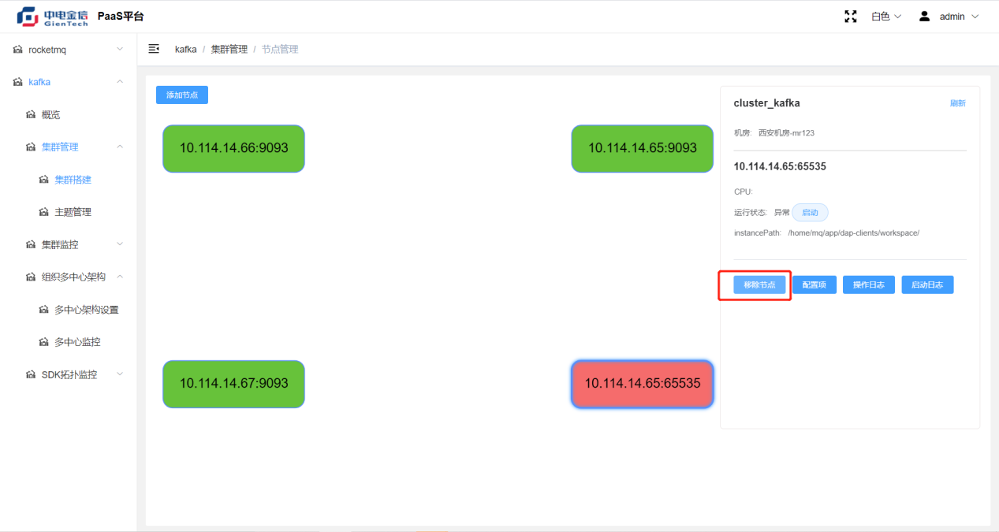 中电金信
GienTech
PaaS平台
白色
admin
rocketmq
kafka
概览
集群管理
集群搭建
主题管理
集群监控
组织多中心架构
多中心架构设置
多中心监控
SDK拓扑监控
kafka / 集群管理 / 节点管理
添加节点
10.114.14.66:9093
10.114.14.65:9093
10.114.14.67:9093
10.114.14.65:65535
cluster_kafka
刷新
机房: 西安机房-mr123
10.114.14.65:65535
CPU:
运行状态: 异常 启动
instancePath: /home/mq/app/dap-clients/workspace/
移除节点 配置项 操作日志 启动日志